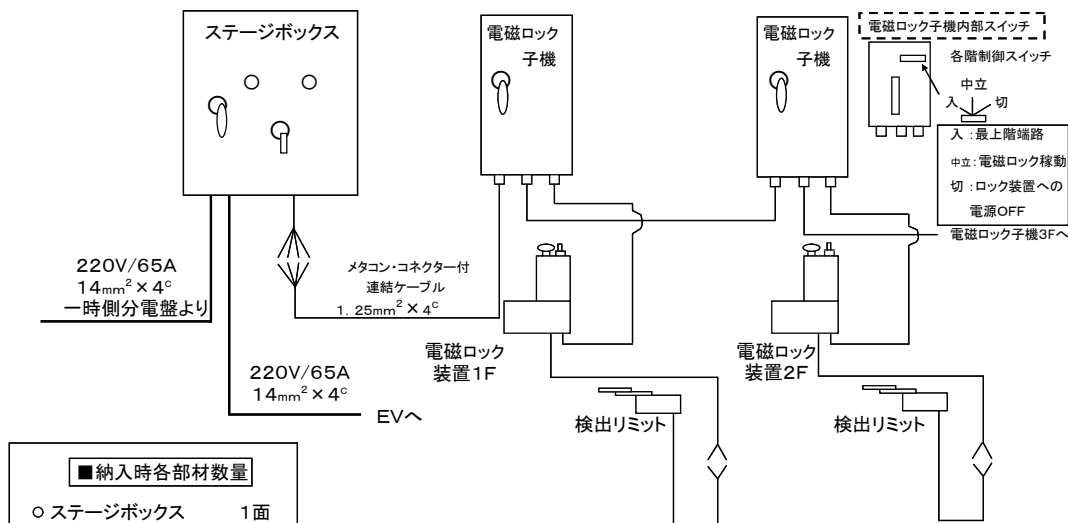 ステージボックス
電磁ロック
子機
電磁ロック
子機
電磁ロック子機内部スイッチ
各階制御スイッチ
中立
入
切
入:最上階端路
中立:電磁ロック稼動
切:ロック装置への
電源OFF
電磁ロック子機3Fへ
220V/65A
14mm²×4ᶜ
一時側分電盤より
メタコン・コネクター付
連結ケーブル
1.25mm²×4ᶜ
電磁ロック
装置1F
電磁ロック
装置2F
220V/65A
14mm²×4ᶜ
EVへ
検出リミット
検出リミット
■納入時各部材数量
○ ステージボックス 1面